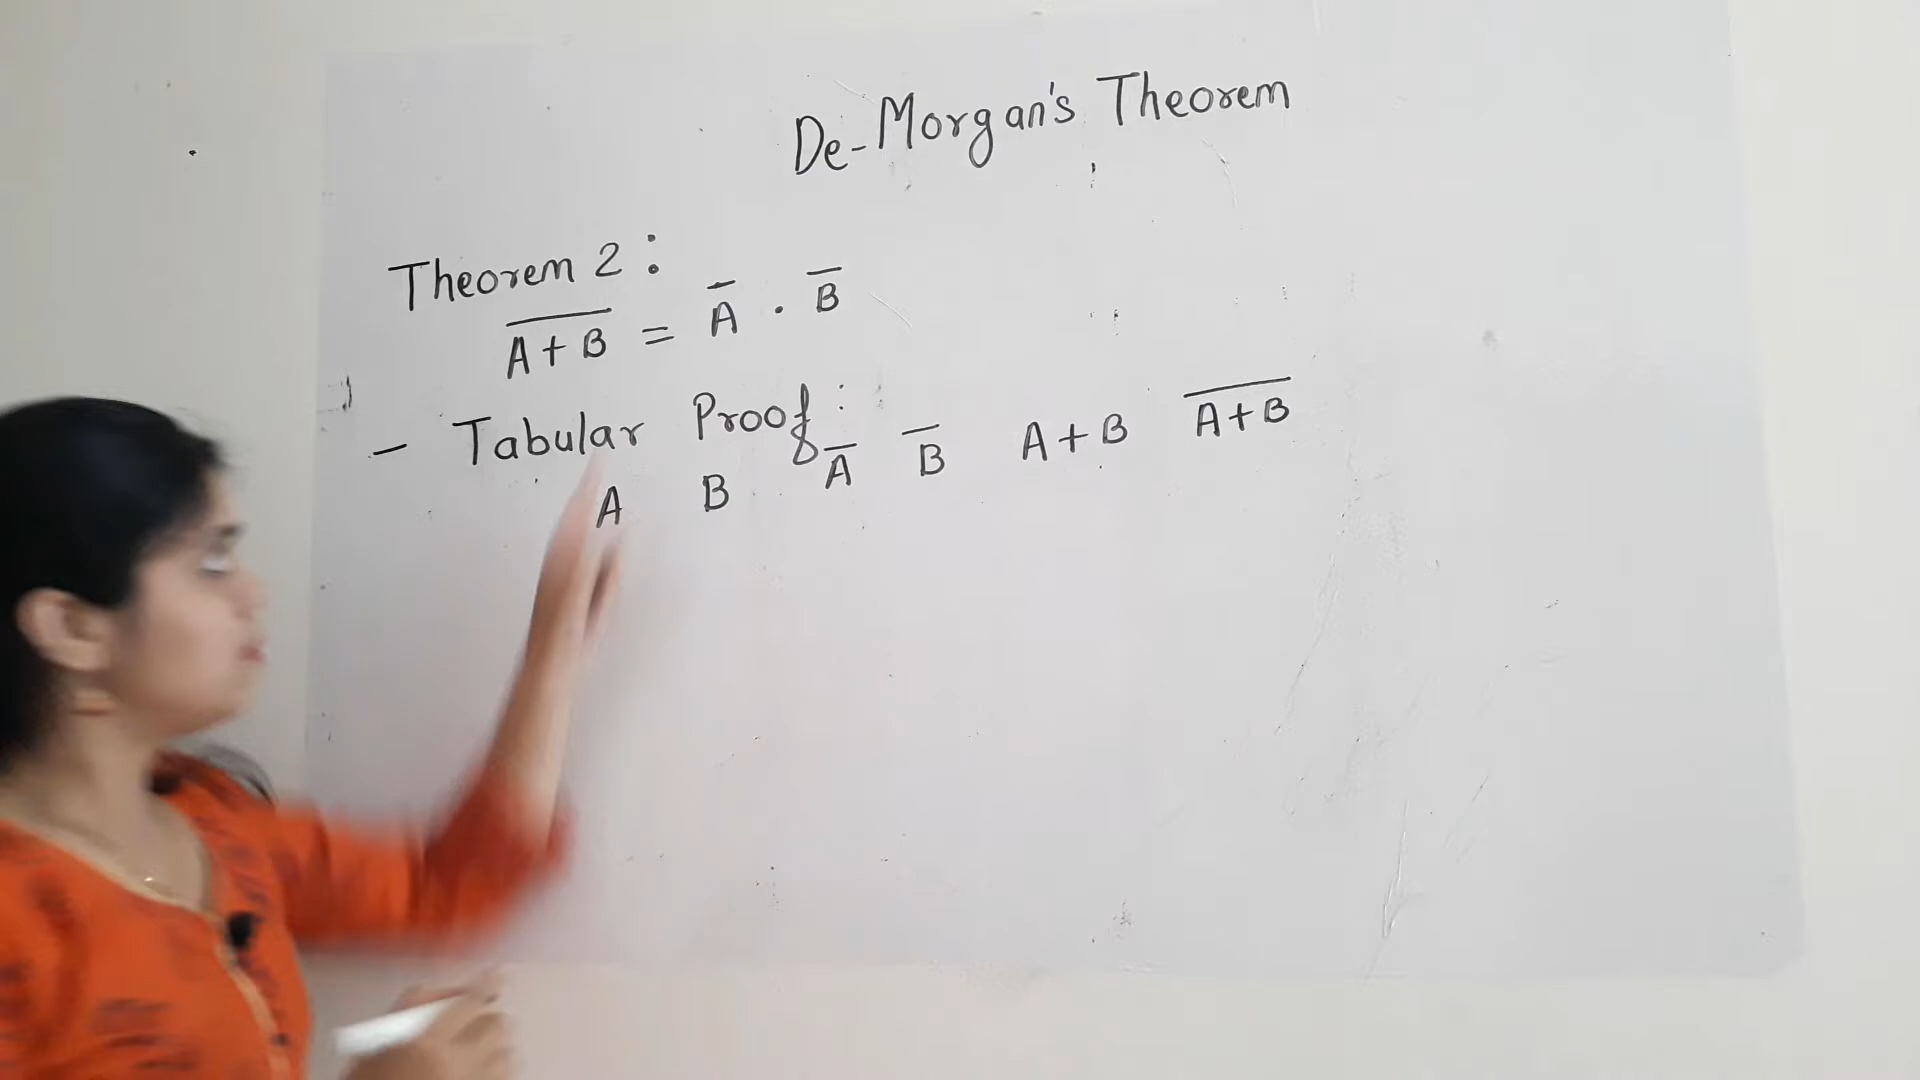 De-Morgan's Theorem
Theorem 2 :
A̅+̅B̅ = A̅ . B̅
- Tabular Proof :
A B A̅ B̅ A+B A̅+̅B̅